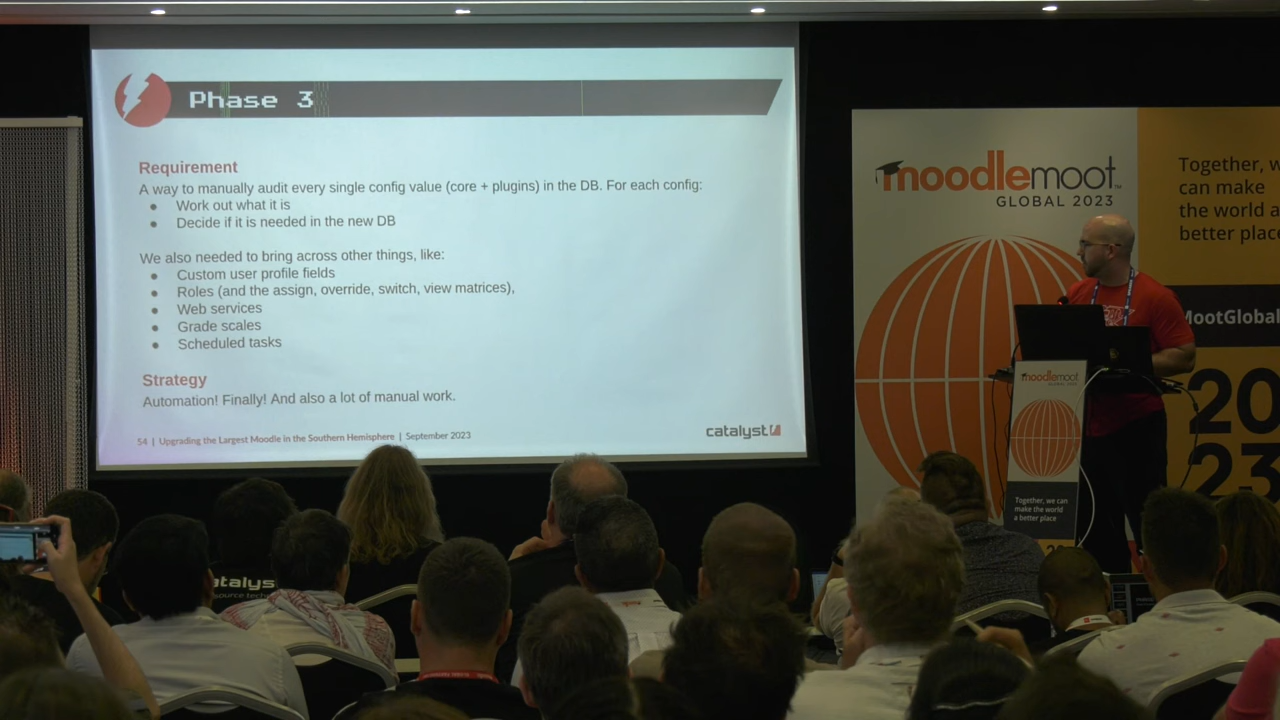 Phase 3
Requirement
A way to manually audit every single config value (core + plugins) in the DB. For each config:
● Work out what it is
● Decide if it is needed in the new DB
We also needed to bring across other things, like:
● Custom user profile fields
● Roles (and the assign, override, switch, view matrices),
● Web services
● Grade scales
● Scheduled tasks
Strategy
Automation! Finally! And also a lot of manual work.
54 | Upgrading the Largest Moodle in the Southern Hemisphere | September 2023
catalyst
moodlemoot™
GLOBAL 2023
Together, w
can make
the world a
better place
MootGlobal
20
23
moodlemoot
Together, we can
make the world
a better place
atalys
source techn